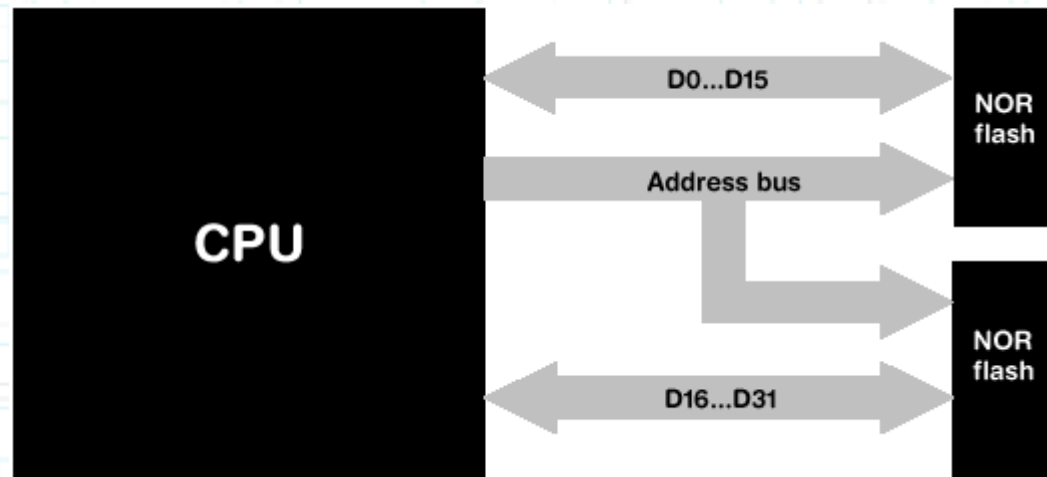 D0...D15
NOR
flash
Address bus
CPU
NOR
flash
D16...D31